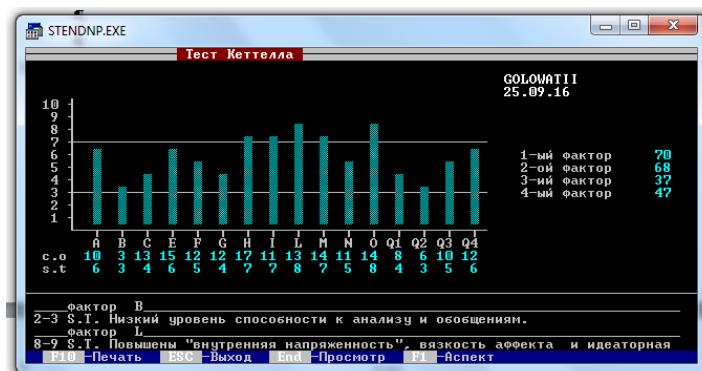 STENDNP.EXE
Тест Кеттелла
GOLOWATII
25.09.16
10
9
8
7
6
5
4
3
2
1
1-ый фактор 70
2-ой фактор 68
3-ий фактор 37
4-ый фактор 47
A B C E F G H I L M N O Q1 Q2 Q3 Q4
с.о 10 3 13 15 12 12 17 11 13 14 11 14 8 6 10 12
s.t 6 3 4 6 5 4 7 7 8 7 5 8 4 3 5 6
фактор B
2-3 S.T. Низкий уровень способности к анализу и обобщениям.
фактор L
8-9 S.T. Повышены "внутренняя напряженность", вязкость аффекта и идеаторная
F10 -Печать ESC -Выход End -Просмотр F1 -Аспект